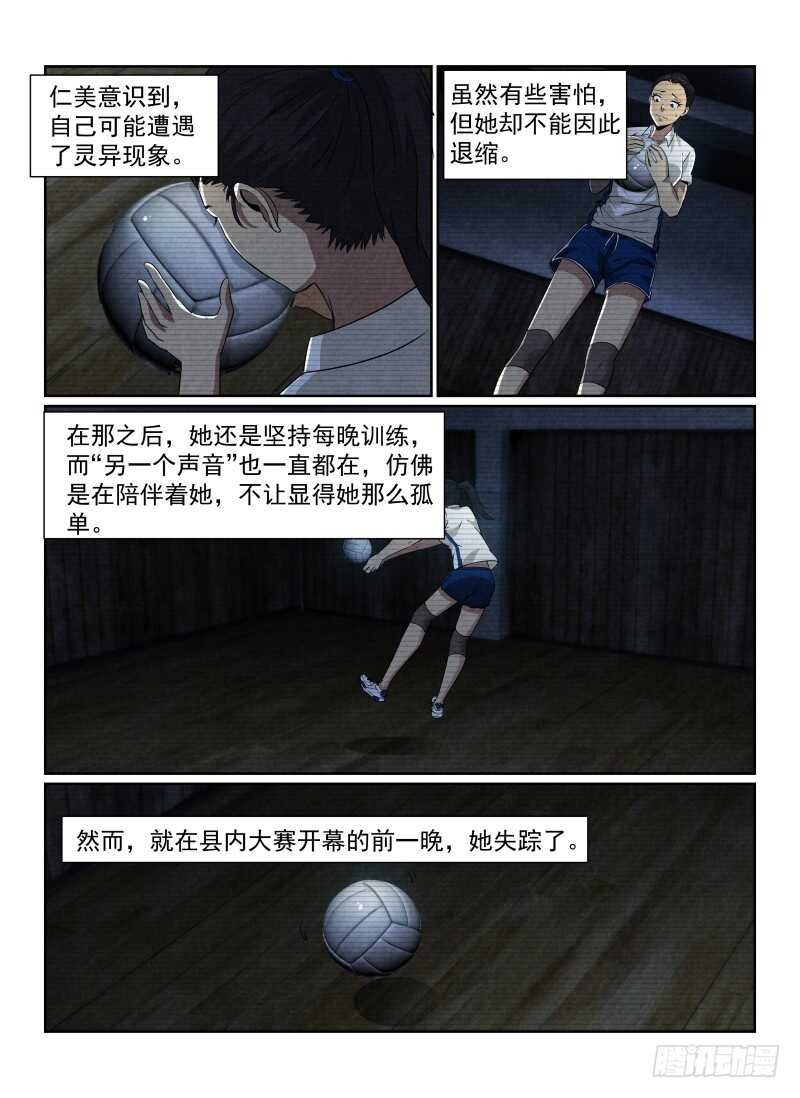 仁美意识到，
自己可能遭遇
了灵异现象。
虽然有些害怕，
但她却不能因此
退缩。
在那之后，她还是坚持每晚训练，
而“另一个声音”也一直都在，仿佛
是在陪伴着她，不让显得她那么孤
单。
然而，就在县内大赛开幕的前一晚，她失踪了。
腾讯动漫